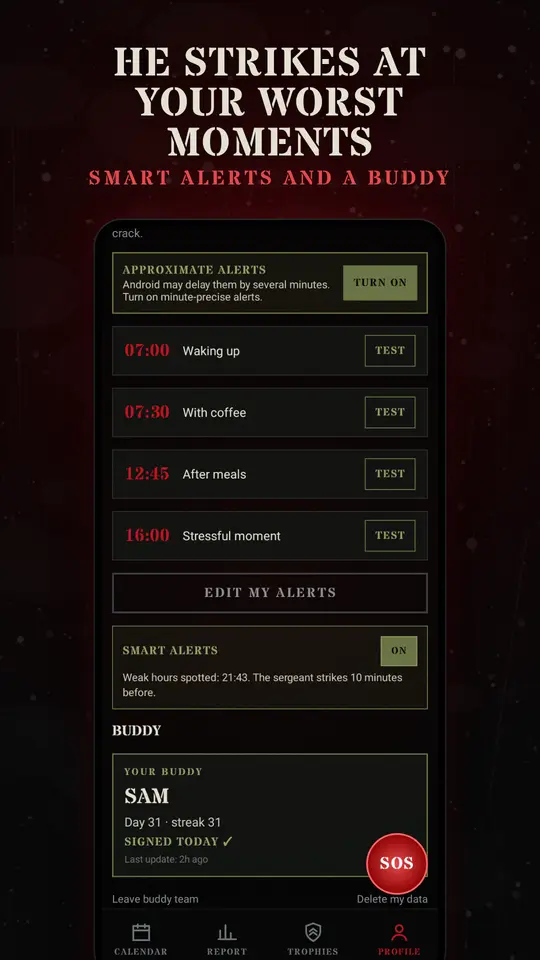 HE STRIKES AT
YOUR WORST
MOMENTS
SMART ALERTS AND A BUDDY
crack.
APPROXIMATE ALERTS
Android may delay them by several minutes.
Turn on minute-precise alerts.
TURN ON
07:00 Waking up TEST
07:30 With coffee TEST
12:45 After meals TEST
16:00 Stressful moment TEST
EDIT MY ALERTS
SMART ALERTS ON
Weak hours spotted: 21:43. The sergeant strikes 10 minutes
before.
BUDDY
YOUR BUDDY
SAM
Day 31 · streak 31
SIGNED TODAY ✓
Last update: 2h ago
SOS
Leave buddy team Delete my data
CALENDAR REPORT TROPHIES PROFILE